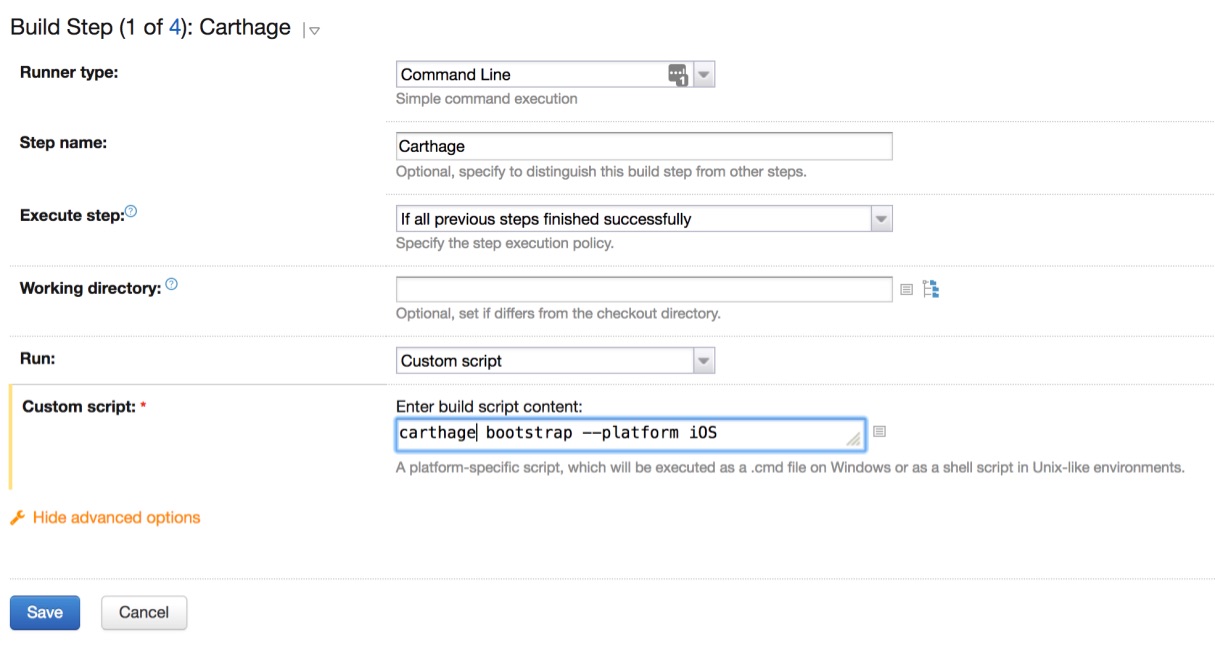 Build Step (1 of 4): Carthage
Runner type:
Command Line
1
Simple command execution
Step name:
Carthage
Optional, specify to distinguish this build step from other steps.
Execute step:
If all previous steps finished successfully
Specify the step execution policy.
Working directory:
Optional, set if differs from the checkout directory.
Run:
Custom script
Custom script: *
Enter build script content:
carthage bootstrap --platform iOS
A platform-specific script, which will be executed as a .cmd file on Windows or as a shell script in Unix-like environments.
Hide advanced options
Save Cancel